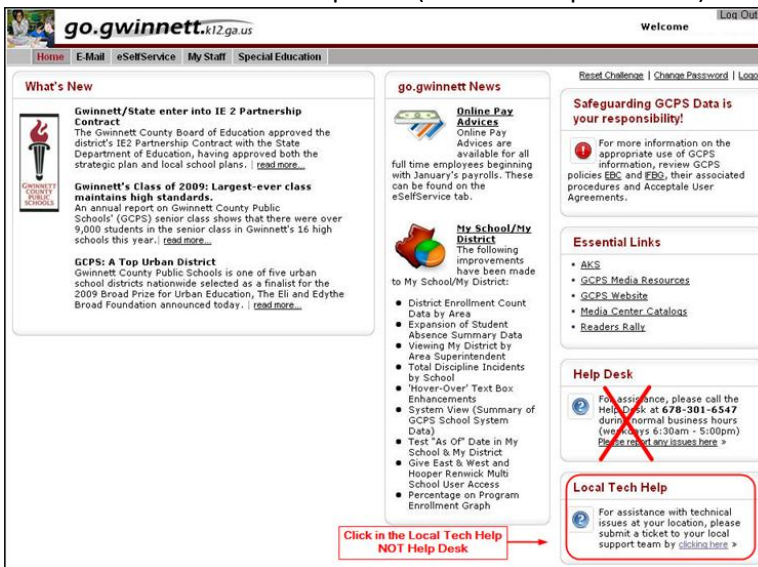 Log Out
go.gwinnett.k12.ga.us
Welcome
Home E-Mail eSelfService My Staff Special Education
Reset Challenge | Change Password | Logo
What's New
Gwinnett/State enter into IE 2 Partnership
Contract
The Gwinnett County Board of Education approved the
district's IE2 Partnership Contract with the State
Department of Education, having approved both the
strategic plan and local school plans. | read more...
GWINNETT
COUNTY
PUBLIC
SCHOOLS
Gwinnett's Class of 2009: Largest-ever class
maintains high standards.
An annual report on Gwinnett County Public
Schools' (GCPS) senior class shows that there were over
9,000 students in the senior class in Gwinnett's 16 high
schools this year.| read more...
GCPS: A Top Urban District
Gwinnett County Public Schools is one of five urban
school districts nationwide selected as a finalist for the
2009 Broad Prize for Urban Education, The Eli and Edythe
Broad Foundation announced today. | read more...
go.gwinnett News
Online Pay
Advices
Online Pay
Advices are
available for all
full time employees beginning
with January's payrolls. These
can be found on the
eSelfService tab.
My School/My
District
The following
improvements
have been made
to My School/My District:
• District Enrollment Count
Data by Area
• Expansion of Student
Absence Summary Data
• Viewing My District by
Area Superintendent
• Total Discipline Incidents
by School
• 'Hover-Over' Text Box
Enhancements
• System View (Summary of
GCPS School System
Data)
• Test "As Of" Date in My
School & My District
• Give East & West and
Hooper Renwick Multi
School User Access
• Percentage on Program
Enrollment Graph
Safeguarding GCPS Data is
your responsibility!
For more information on the
appropriate use of GCPS
information, review GCPS
policies EBC and IFBG, their associated
procedures and Acceptale User
Agreements.
Essential Links
• AKS
• GCPS Media Resources
• GCPS Website
• Media Center Catalogs
• Readers Rally
Help Desk
For assistance, please call the
Help Desk at 678-301-6547
during normal business hours
(weekdays 6:30am - 5:00pm)
Please report any issues here »
Local Tech Help
For assistance with technical
issues at your location, please
submit a ticket to your local
support team by clicking here »
Click in the Local Tech Help
NOT Help Desk